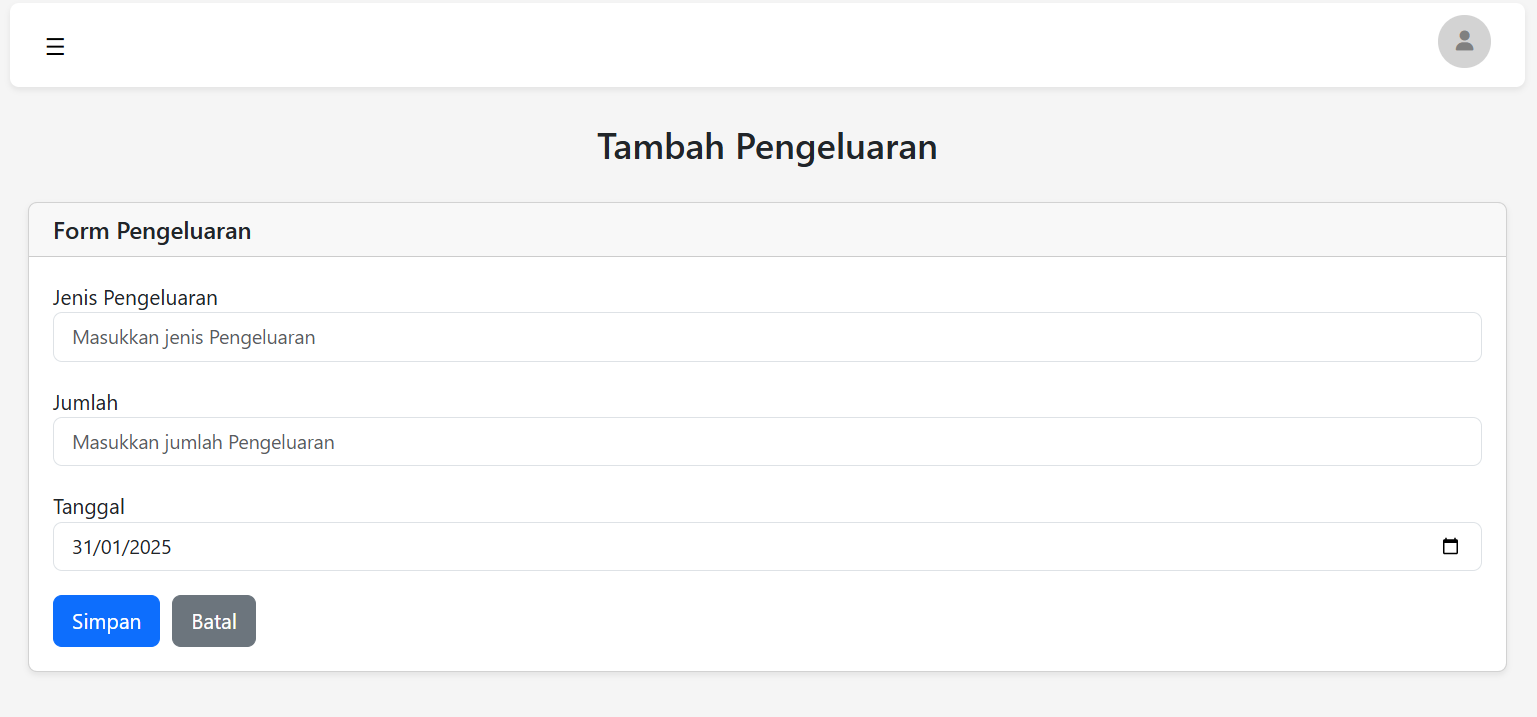 Tambah Pengeluaran
Form Pengeluaran
Jenis Pengeluaran
Masukkan jenis Pengeluaran
Jumlah
Masukkan jumlah Pengeluaran
Tanggal
31/01/2025
Simpan Batal